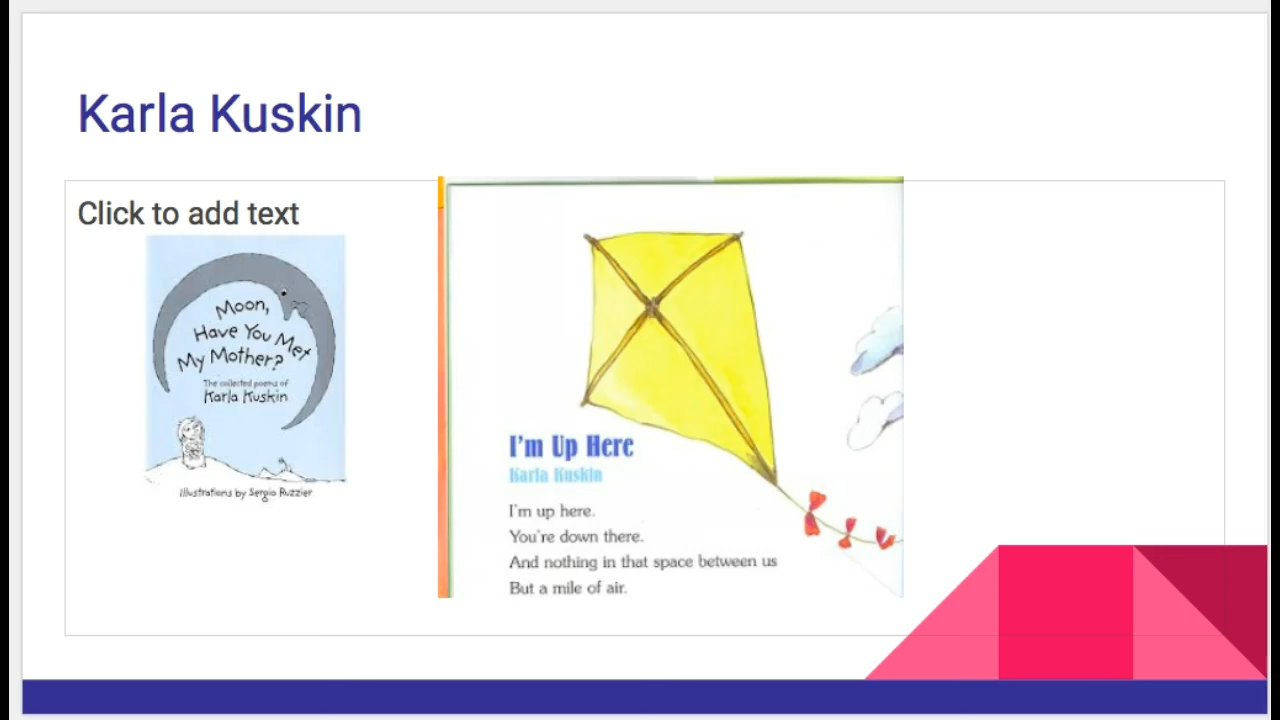 Karla Kuskin
Click to add text
Moon,
Have You Met
My Mother?
The collected poems of
Karla Kuskin
Illustrations by Sergio Ruzzier
I'm Up Here
Karla Kuskin
I'm up here.
You're down there.
And nothing in that space between us
But a mile of air.